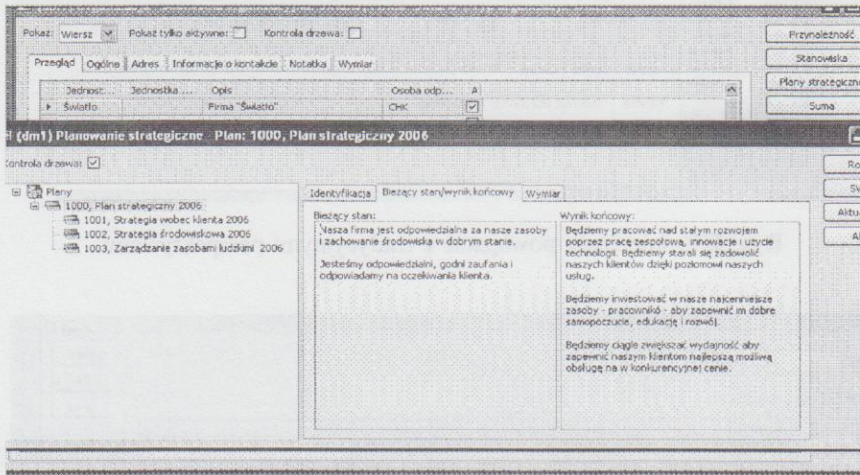 Pokaż: Wiersz Pokaż tylko aktywne: Kontrola drzewa:
Przynależność
Stanowiska
Plany strategiczne
Suma
Przegląd Ogólne Adres Informacje o kontakcie Notatka Wymiar
Jednost... Jednostka ... Opis Osoba odp... A
Światło Firma "Światło" CHK
(dm1) Planowanie strategiczne - Plan: 1000, Plan strategiczny 2006
Kontrola drzewa:
Plany
1000, Plan strategiczny 2006
1001, Strategia wobec klienta 2006
1002, Strategia środowiskowa 2006
1003, Zarządzanie zasobami ludzkimi 2006
Identyfikacja Bieżący stan/wynik końcowy Wymiar
Bieżący stan:
Nasza firma jest odpowiedzialna za nasze zasoby
i zachowanie środowiska w dobrym stanie.
Jesteśmy odpowiedzialni, godni zaufania i
odpowiadamy na oczekiwania klienta.
Wynik końcowy:
Będziemy pracować nad stałym rozwojem
poprzez pracę zespołową, innowacje i użycie
technologii. Będziemy starali się zadowolić
naszych klientów dzięki poziomowi naszych
usług.
Będziemy inwestować w nasze najcenniejsze
zasoby - pracownikó - aby zapewnić im dobre
samopoczucie, edukację i rozwój.
Będziemy ciągle zwiększać wydajność aby
zapewnić naszym klientom najlepszą możliwą
obsługę na w konkurencyjnej cenie.
Ro
Aktu